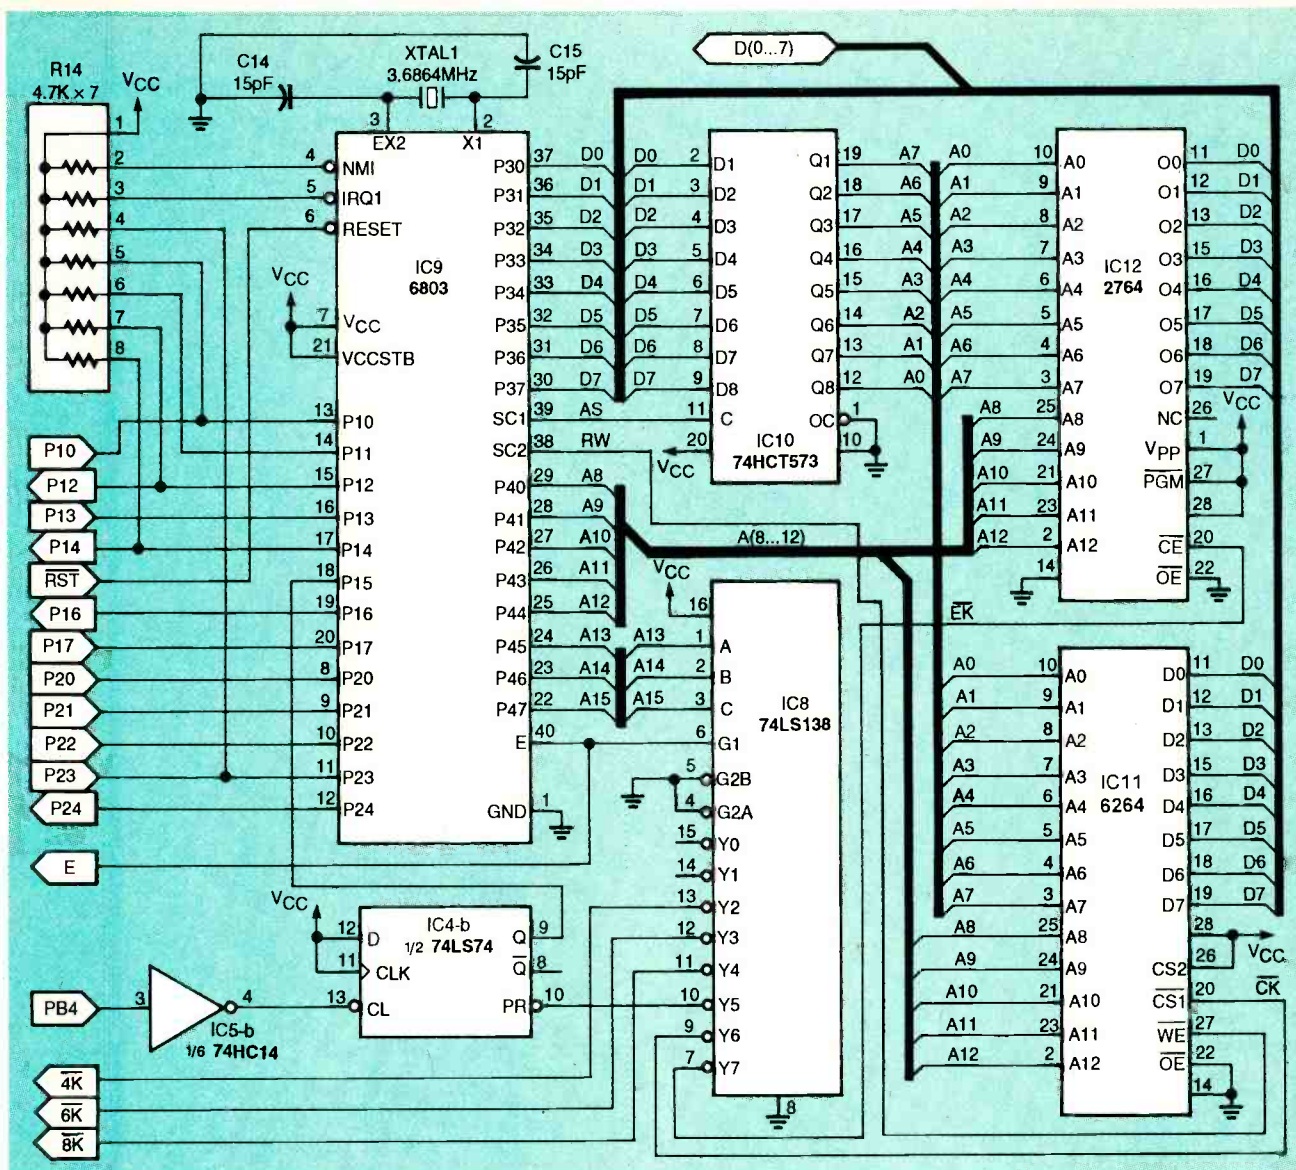 D(0...7)
R14
4.7K × 7
VCC
1
2
3
4
5
6
7
8
C14
15pF
XTAL1
3.6864MHz
C15
15pF
3
2
EX2
X1
4
NMI
5
IRQ1
6
RESET
IC9
6803
VCC
7
VCC
21
VCCSTB
13
P10
14
P11
15
P12
16
P13
17
P14
18
P15
19
P16
20
P17
8
P20
9
P21
10
P22
11
P23
12
P24
P30
37
D0
P31
36
D1
P32
35
D2
P33
34
D3
P34
33
D4
P35
32
D5
P36
31
D6
P37
30
D7
SC1
39
AS
SC2
38
RW
P40
29
A8
P41
28
A9
P42
27
A10
P43
26
A11
P44
25
A12
P45
24
A13
P46
23
A14
P47
22
A15
E
40
GND
1
P10
P12
P13
P14
R̅S̅T̅
P16
P17
P20
P21
P22
P23
P24
E
PB4
4̅K̅
6̅K̅
8̅K̅
D0
2
D1
D1
3
D2
D2
4
D3
D3
5
D4
D4
6
D5
D5
7
D6
D6
8
D7
D7
9
D8
11
C
20
VCC
IC10
74HCT573
Q1
19
A7
Q2
18
A6
Q3
17
A5
Q4
16
A4
Q5
15
A3
Q6
14
A2
Q7
13
A1
Q8
12
A0
OC
1
10
A0
10
A0
A1
9
A1
A2
8
A2
A3
7
A3
A4
6
A4
A5
5
A5
A6
4
A6
A7
3
A7
A8
25
A8
A9
24
A9
A10
21
A10
A11
23
A11
A12
2
A12
14
IC12
2764
O0
11
D0
O1
12
D1
O2
13
D2
O3
15
D3
O4
16
D4
O5
17
D5
O6
18
D6
O7
19
D7
NC
26
VCC
VPP
1
P̅G̅M̅
27
28
C̅E̅
20
O̅E̅
22
E̅K̅
A(8...12)
VCC
16
A13
1
A
A14
2
B
A15
3
C
6
G1
5
G2B
4
G2A
15
Y0
14
Y1
13
Y2
12
Y3
11
Y4
10
Y5
9
Y6
7
Y7
8
IC8
74LS138
VCC
12
D
11
CLK
13
CL
IC4-b
1/2 74LS74
Q
9
Q̅
8
PR
10
3
4
IC5-b
1/6 74HC14
A0
10
A0
A1
9
A1
A2
8
A2
A3
7
A3
A4
6
A4
A5
5
A5
A6
4
A6
A7
3
A7
A8
25
A8
A9
24
A9
A10
21
A10
A11
23
A11
A12
2
A12
IC11
6264
D0
11
D0
D1
12
D1
D2
13
D2
D3
15
D3
D4
16
D4
D5
17
D5
D6
18
D6
D7
19
D7
28
VCC
CS2
26
C̅S̅1̅
20
C̅K̅
W̅E̅
27
O̅E̅
22
14